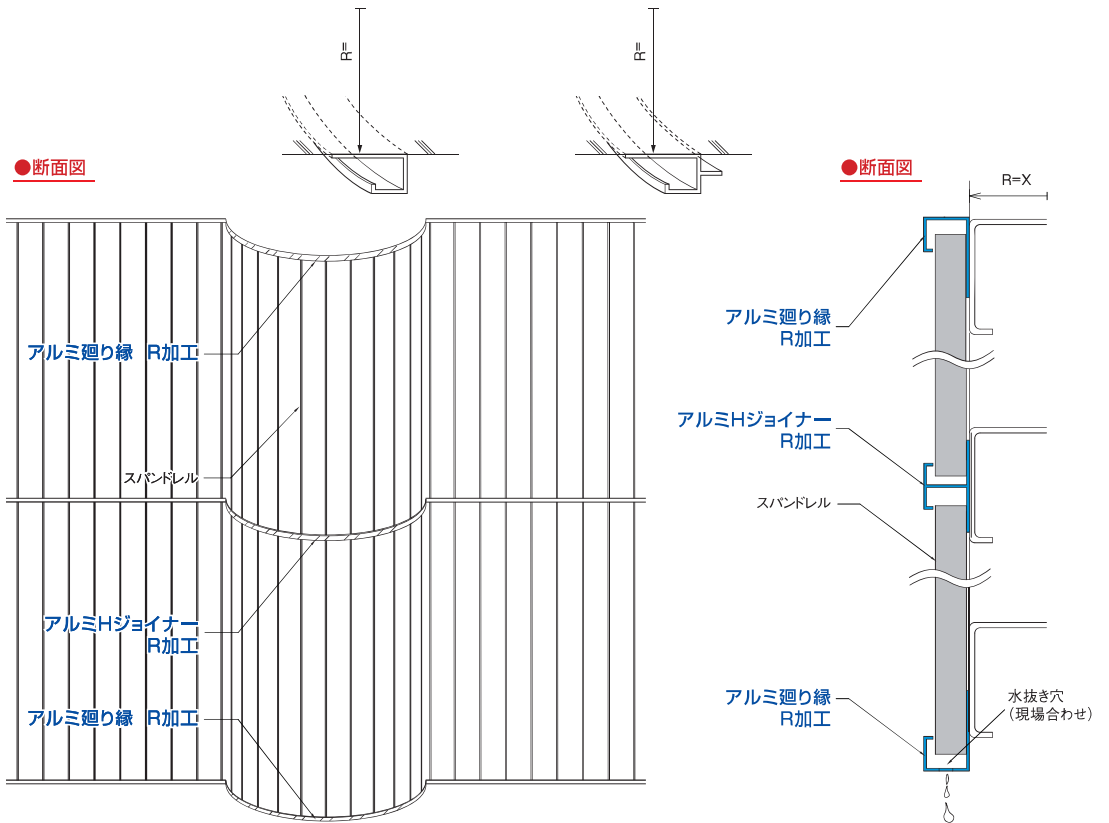 R=
R=
●断面図
アルミ廻り縁 R加工
スパンドレル
アルミHジョイナー
R加工
アルミ廻り縁 R加工
●断面図
R=X
アルミ廻り縁
R加工
アルミHジョイナー
R加工
スパンドレル
アルミ廻り縁
R加工
水抜き穴
(現場合わせ)